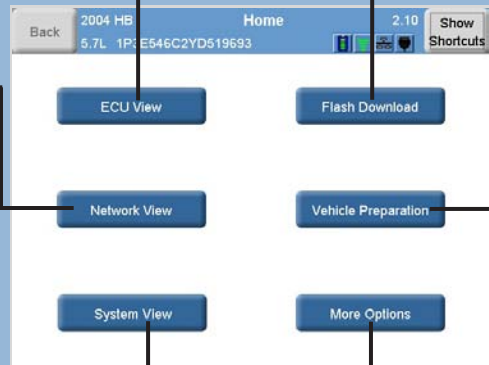 Back
2004 HB Home 2.10
5.7L 1P3E546C2YD519693
Show
Shortcuts
ECU View
Flash Download
Network View
Vehicle Preparation
System View
More Options